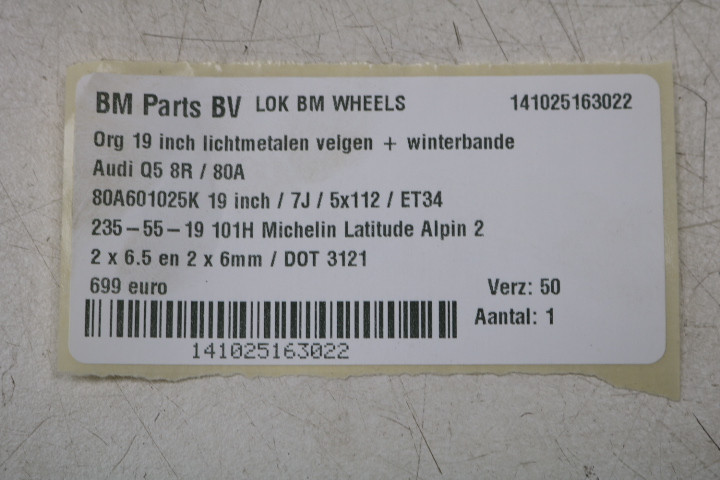 BM Parts BV LOK BM WHEELS 141025163022
Org 19 inch lichtmetalen velgen + winterbande
Audi Q5 8R / 80A
80A601025K 19 inch / 7J / 5x112 / ET34
235-55-19 101H Michelin Latitude Alpin 2
2 x 6.5 en 2 x 6mm / DOT 3121
699 euro Verz: 50
Aantal: 1
141025163022